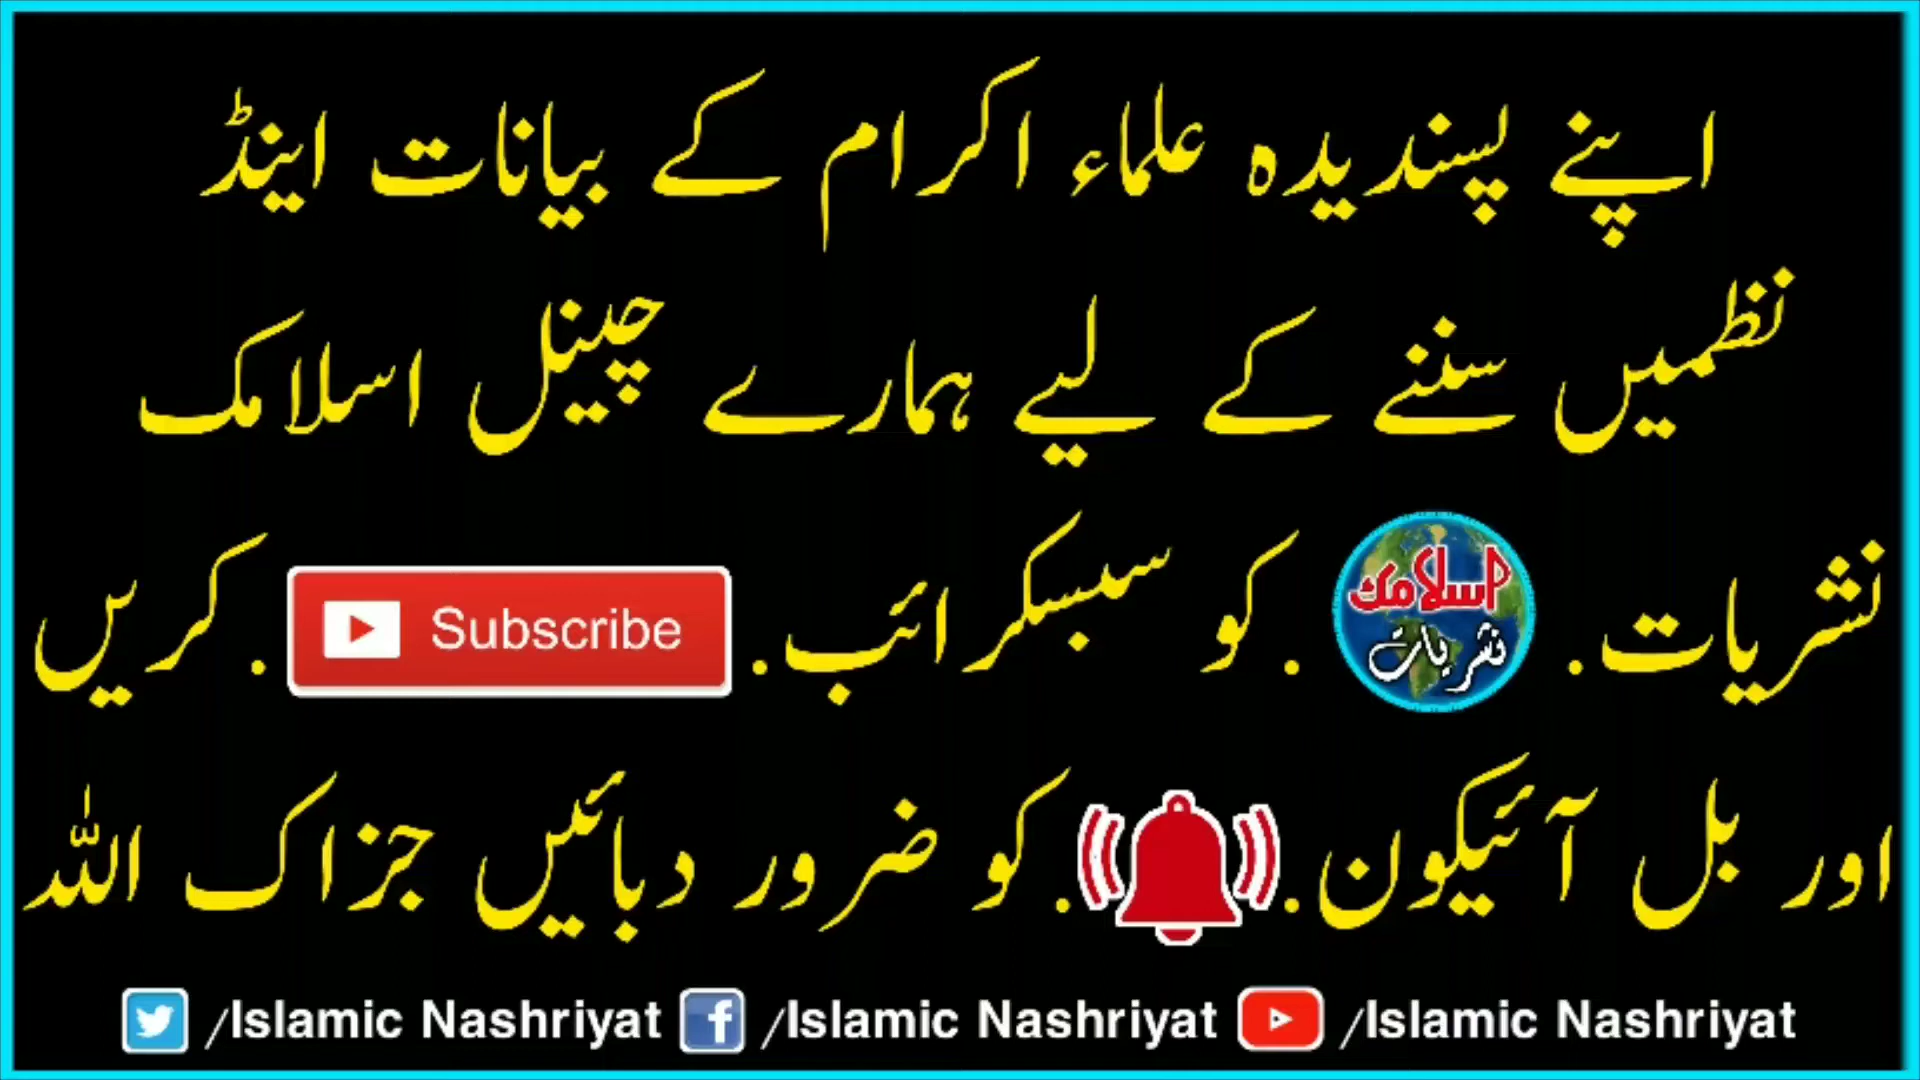 اپنے پسندیدہ علماء اکرام کے بیانات اینڈ
نظمیں سننے کے لیے ہمارے چینل اسلامک
نشریات. اسلامک نشریات .کو سبسکرائب. Subscribe .کریں
اور بل آئیکون. .کو ضرور دبائیں جزاک اللہ
/Islamic Nashriyat /Islamic Nashriyat /Islamic Nashriyat